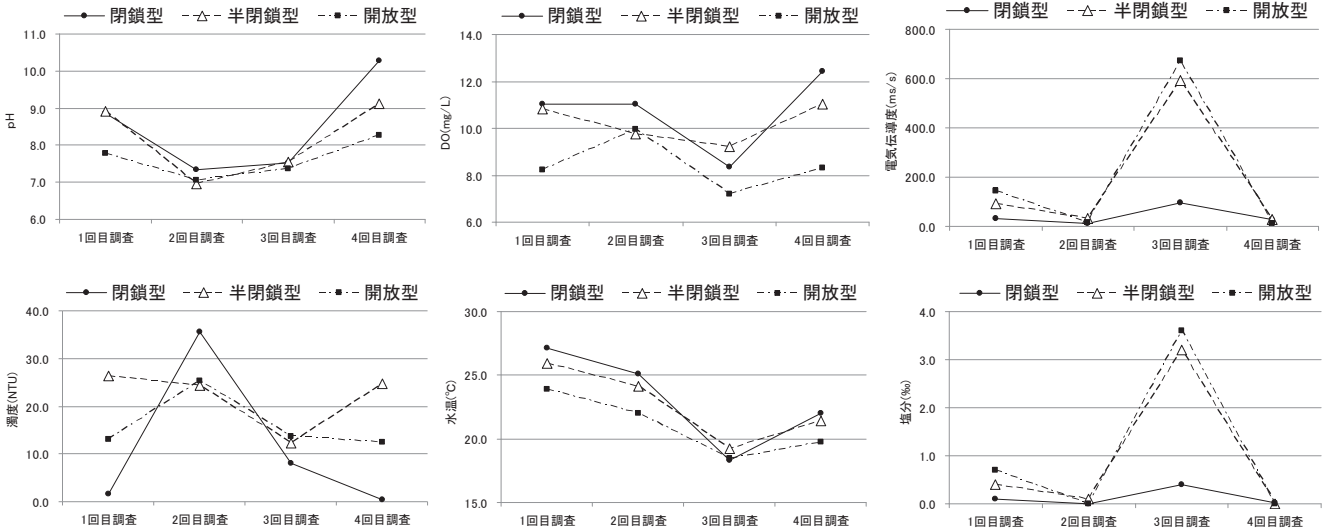 閉鎖型 半閉鎖型 開放型
pH
11.0
10.0
9.0
8.0
7.0
6.0
1回目調査 2回目調査 3回目調査 4回目調査
閉鎖型 半閉鎖型 開放型
DO(mg/L)
14.0
12.0
10.0
8.0
6.0
1回目調査 2回目調査 3回目調査 4回目調査
閉鎖型 半閉鎖型 開放型
電気伝導度(ms/s)
800.0
600.0
400.0
200.0
0.0
1回目調査 2回目調査 3回目調査 4回目調査
閉鎖型 半閉鎖型 開放型
濁度(NTU)
40.0
30.0
20.0
10.0
0.0
1回目調査 2回目調査 3回目調査 4回目調査
閉鎖型 半閉鎖型 開放型
水温(℃)
30.0
25.0
20.0
15.0
1回目調査 2回目調査 3回目調査 4回目調査
閉鎖型 半閉鎖型 開放型
塩分(‰)
4.0
3.0
2.0
1.0
0.0
1回目調査 2回目調査 3回目調査 4回目調査